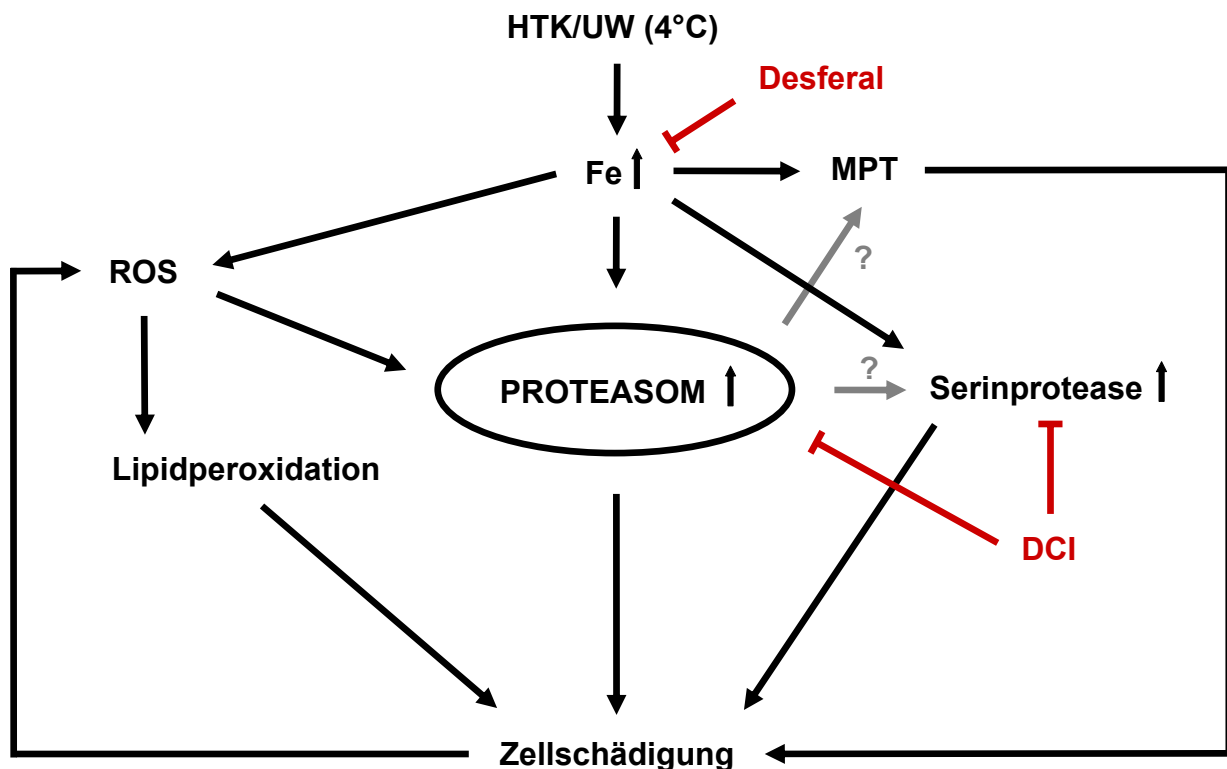 HTK/UW (4°C)
Desferal
Fe
MPT
?
ROS
?
PROTEASOM
Serinprotease
Lipidperoxidation
DCI
Zellschädigung